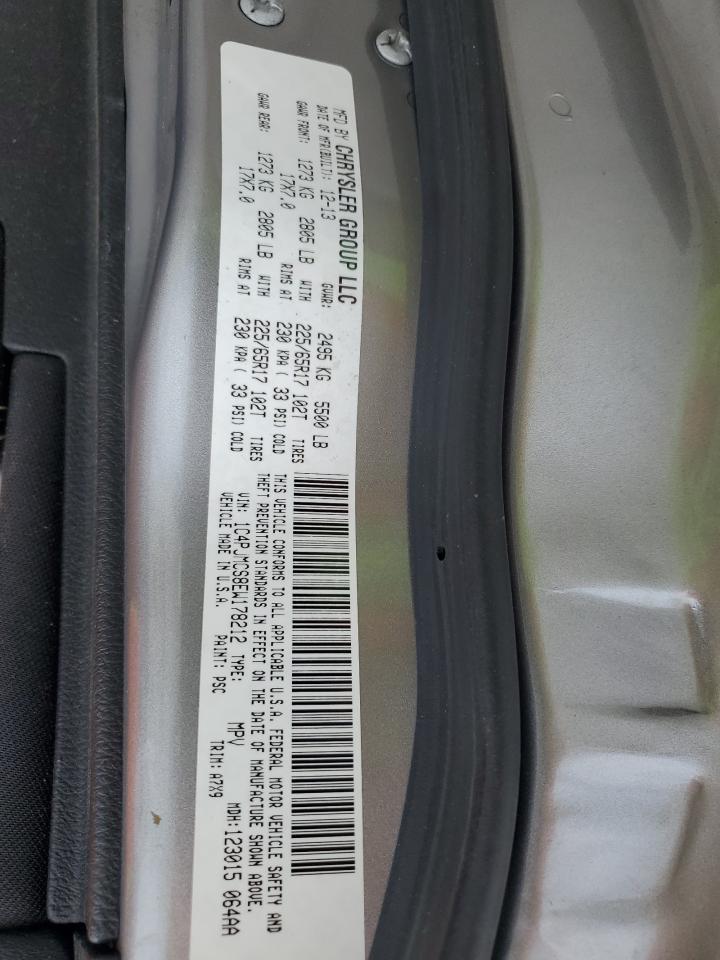 MFD BY CHRYSLER GROUP LLC
DATE OF MFR(BUILT): 12-13 GVWR: 2495 KG 5500 LB
GAWR FRONT: 1273 KG 2805 LB WITH 225/65R17 102T TIRES
17X7.0 RIMS AT 230 KPA ( 33 PSI) COLD
GAWR REAR: 1273 KG 2805 LB WITH 225/65R17 102T TIRES
17X7.0 RIMS AT 230 KPA ( 33 PSI) COLD
THIS VEHICLE CONFORMS TO ALL APPLICABLE U.S.A. FEDERAL MOTOR VEHICLE SAFETY AND
THEFT PREVENTION STANDARDS IN EFFECT ON THE DATE OF MANUFACTURE SHOWN ABOVE.
VIN: 1C4PJMCS8EW178212 TYPE: MPV MDH:123015 064AA
VEHICLE MADE IN U.S.A. PAINT: PSC TRIM: A7X9